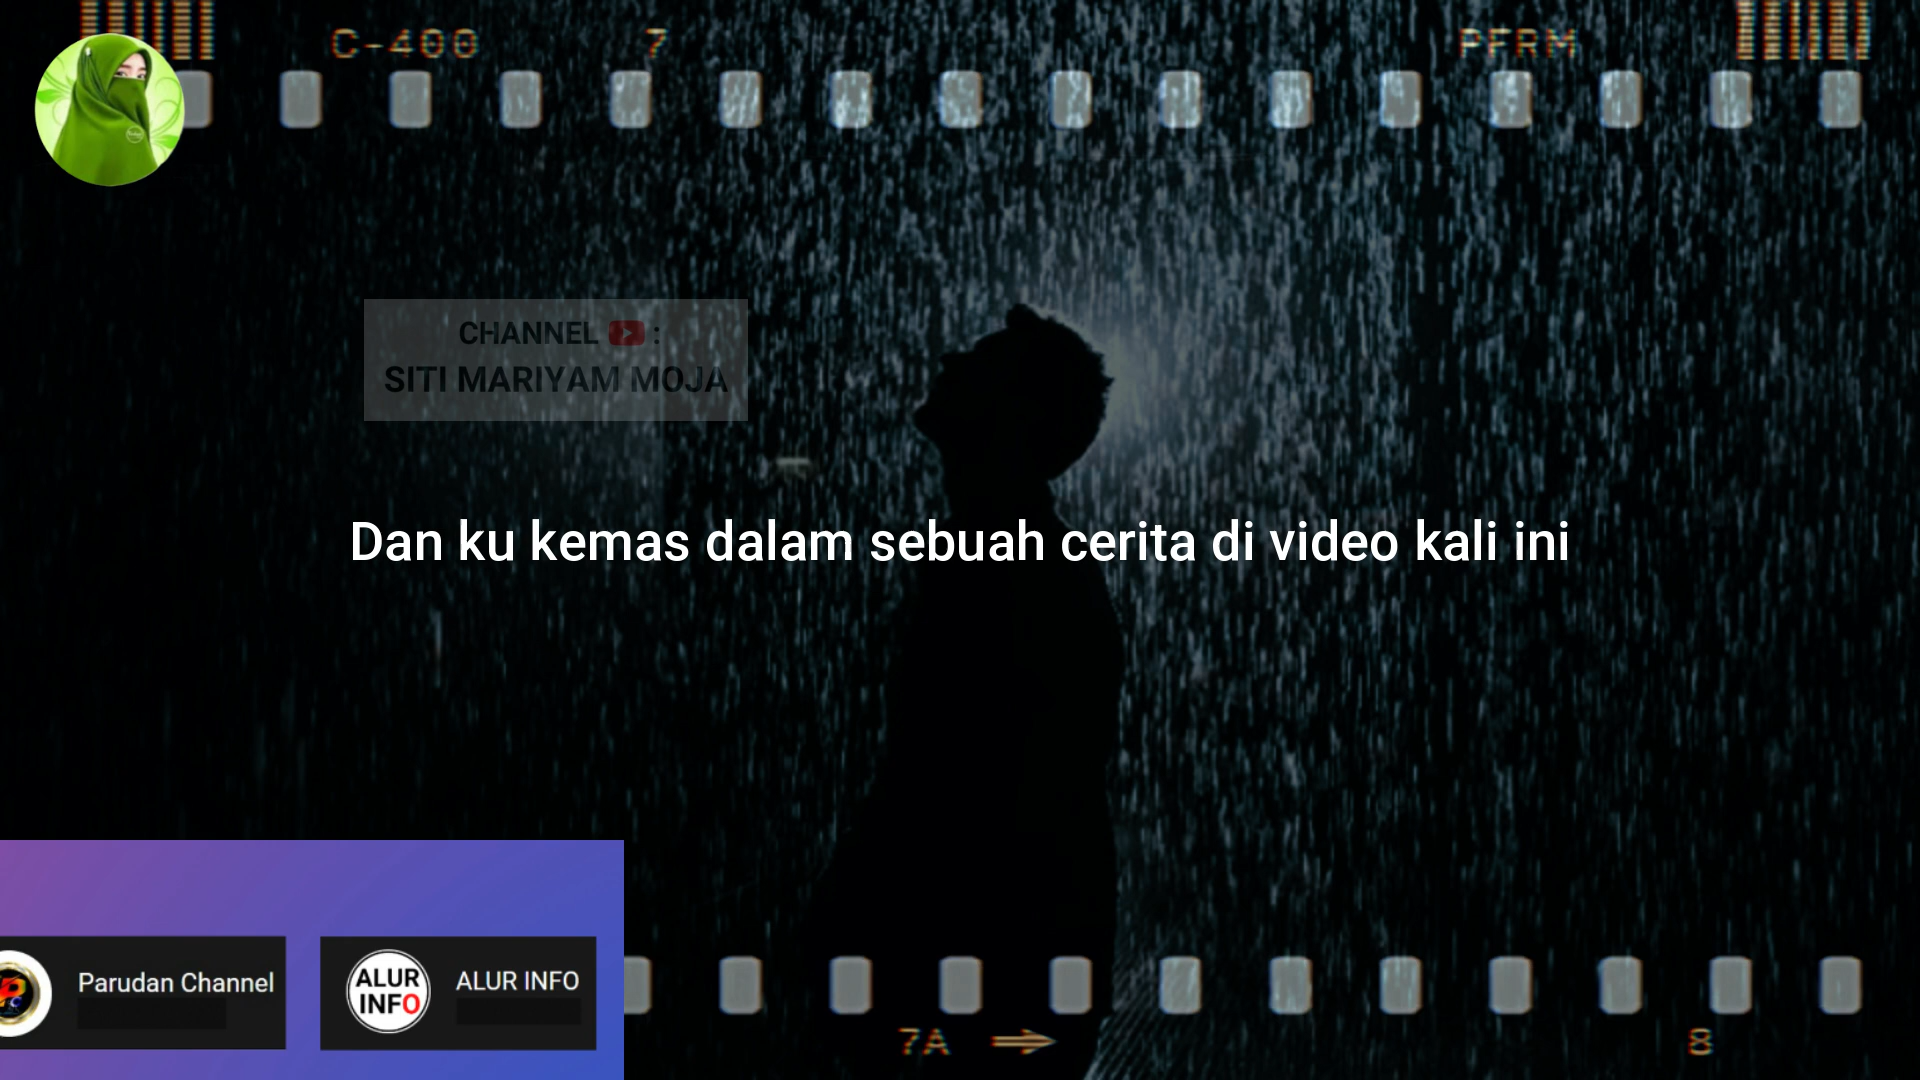 C-400 7 PFRM
CHANNEL :
SITI MARIYAM MOJA
Dan ku kemas dalam sebuah cerita di video kali ini
Parudan Channel
ALUR INFO
ALUR
INFO
7A 8